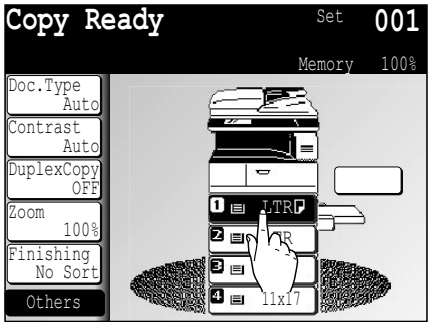 Copy Ready
Set 001
Memory 100%
Doc.Type
Auto
Contrast
Auto
DuplexCopy
OFF
Zoom
100%
Finishing
No Sort
Others
1 LTR
2
3
4 11x17